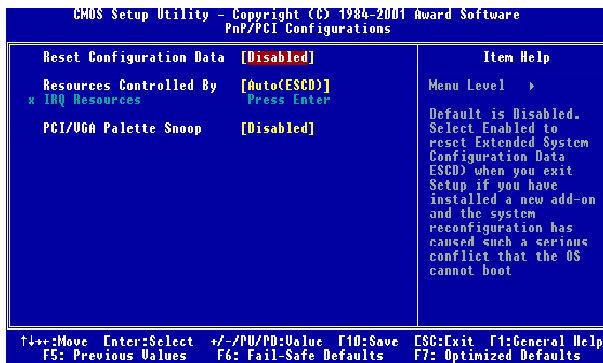 CMOS Setup Utility - Copyright (C) 1984-2001 Award Software
PnP/PCI Configurations
Reset Configuration Data [Disabled]
Resources Controlled By [Auto(ESCD)]
x IRQ Resources Press Enter
PCI/VGA Palette Snoop [Disabled]
Item Help
Menu Level ▸
Default is Disabled.
Select Enabled to
reset Extended System
Configuration Data
ESCD) when you exit
Setup if you have
installed a new add-on
and the system
reconfiguration has
caused such a serious
conflict that the OS
cannot boot
↑↓→←:Move Enter:Select +/-/PU/PD:Value F10:Save ESC:Exit F1:General Help
F5: Previous Values F6: Fail-Safe Defaults F7: Optimized Defaults